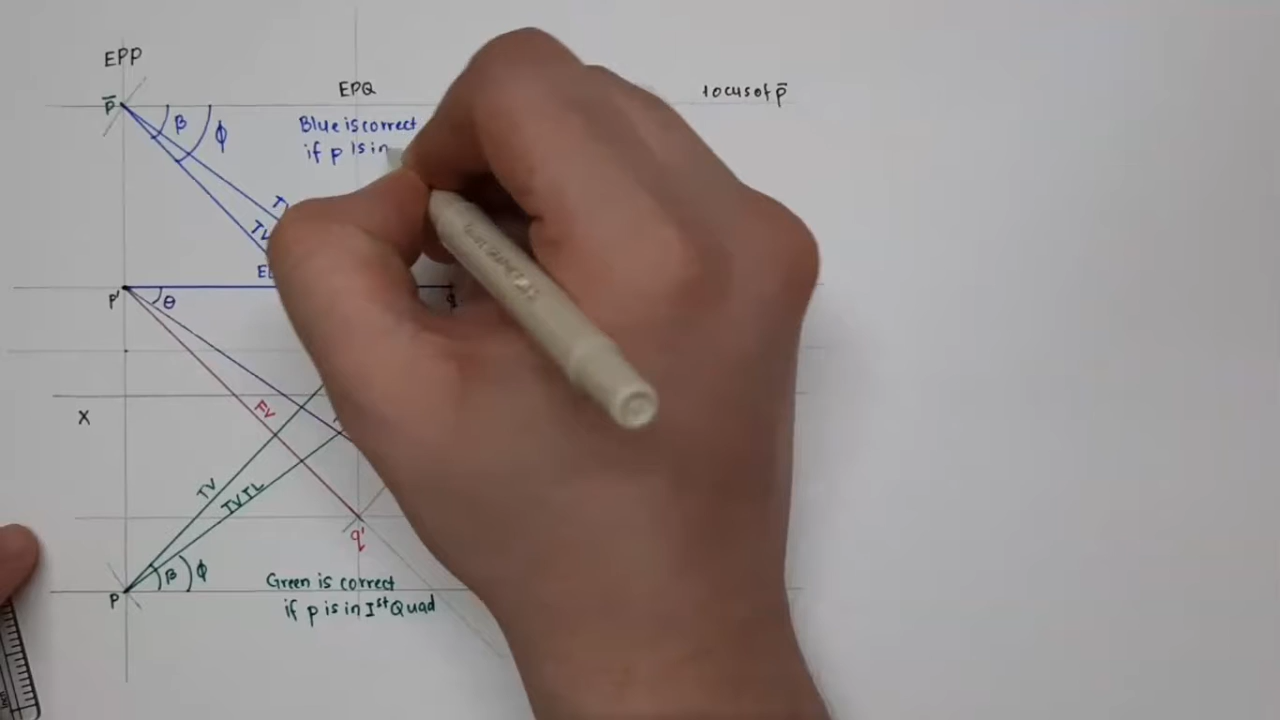 EPP
EPQ
locus of p̄
p̄
β
φ
Blue is correct
if p is in
TV
p'
θ
q
X
FV
TV
TVTL
q'
p
β
φ
Green is correct
if p is in Iˢᵗ Quad